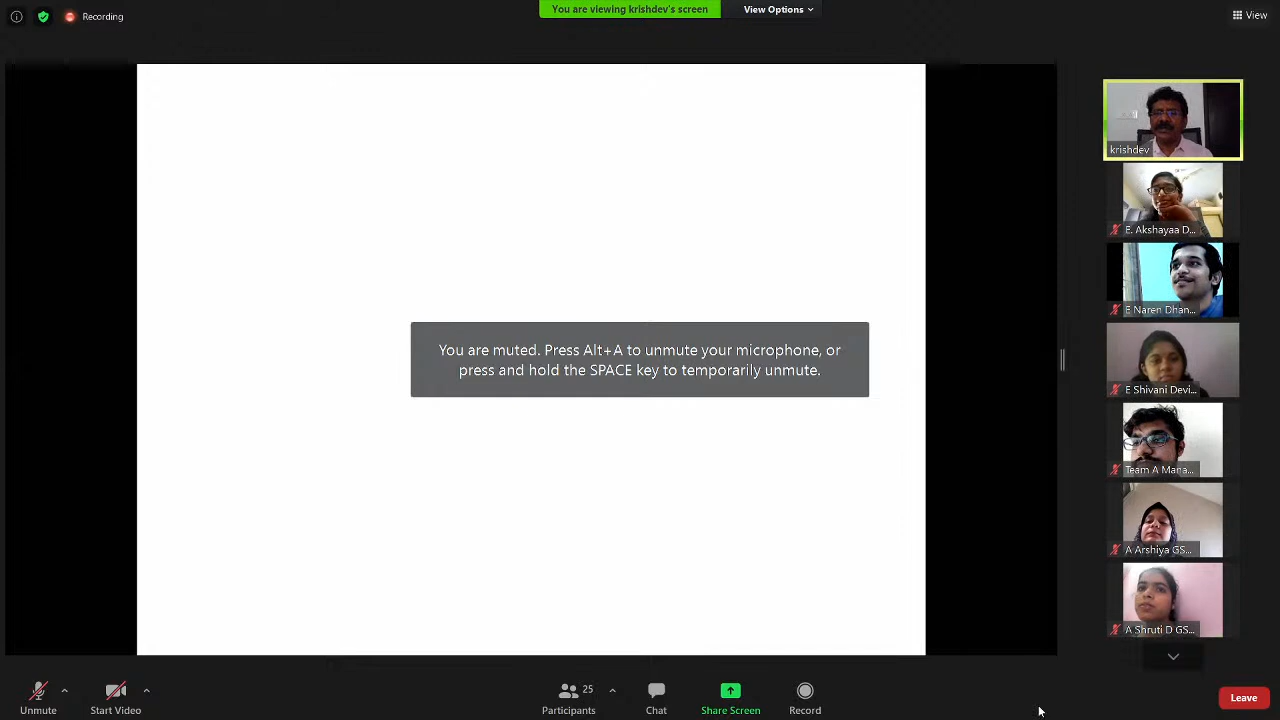 Recording
You are viewing krishdev's screen
View Options
View
krishdev
E. Akshayaa D...
E Naren Dhan...
E Shivani Devi...
Team A Mana...
A Arshiya GS...
A Shruti D GS...
You are muted. Press Alt+A to unmute your microphone, or
press and hold the SPACE key to temporarily unmute.
Unmute
Start Video
25
Participants
Chat
Share Screen
Record
Leave